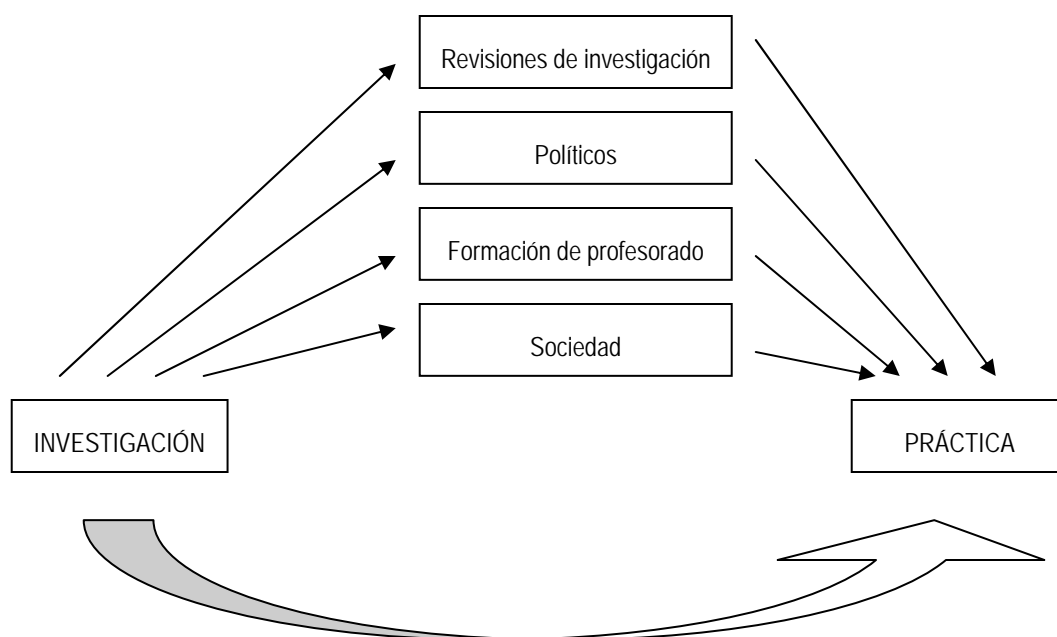 Revisiones de investigación
Políticos
Formación de profesorado
Sociedad
INVESTIGACIÓN
PRÁCTICA